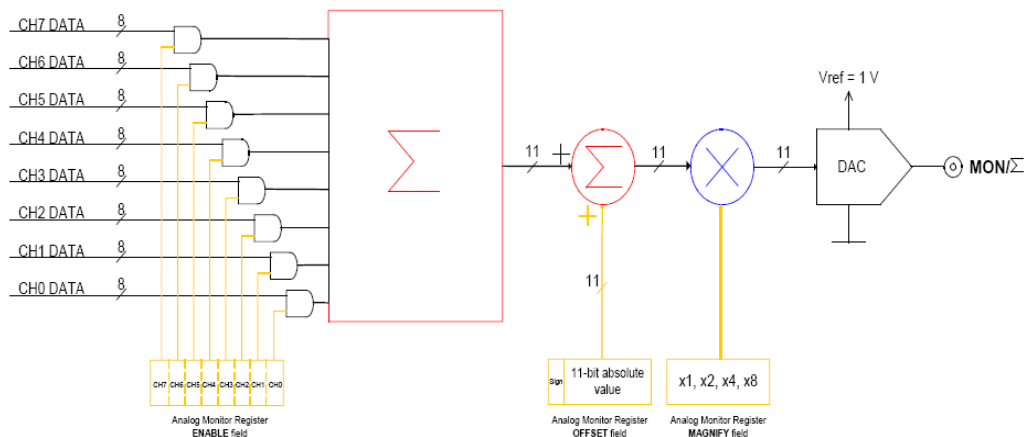 CH7 DATA 8
CH6 DATA 8
CH5 DATA 8
CH4 DATA 8
CH3 DATA 8
CH2 DATA 8
CH1 DATA 8
CH0 DATA 8
Σ
11 + Σ 11 X 11
+
11
Vref = 1 V
DAC
MON/Σ
CH7 CH6 CH5 CH4 CH3 CH2 CH1 CH0
Analog Monitor Register
ENABLE field
Sign 11-bit absolute
value
Analog Monitor Register
OFFSET field
x1, x2, x4, x8
Analog Monitor Register
MAGNIFY field